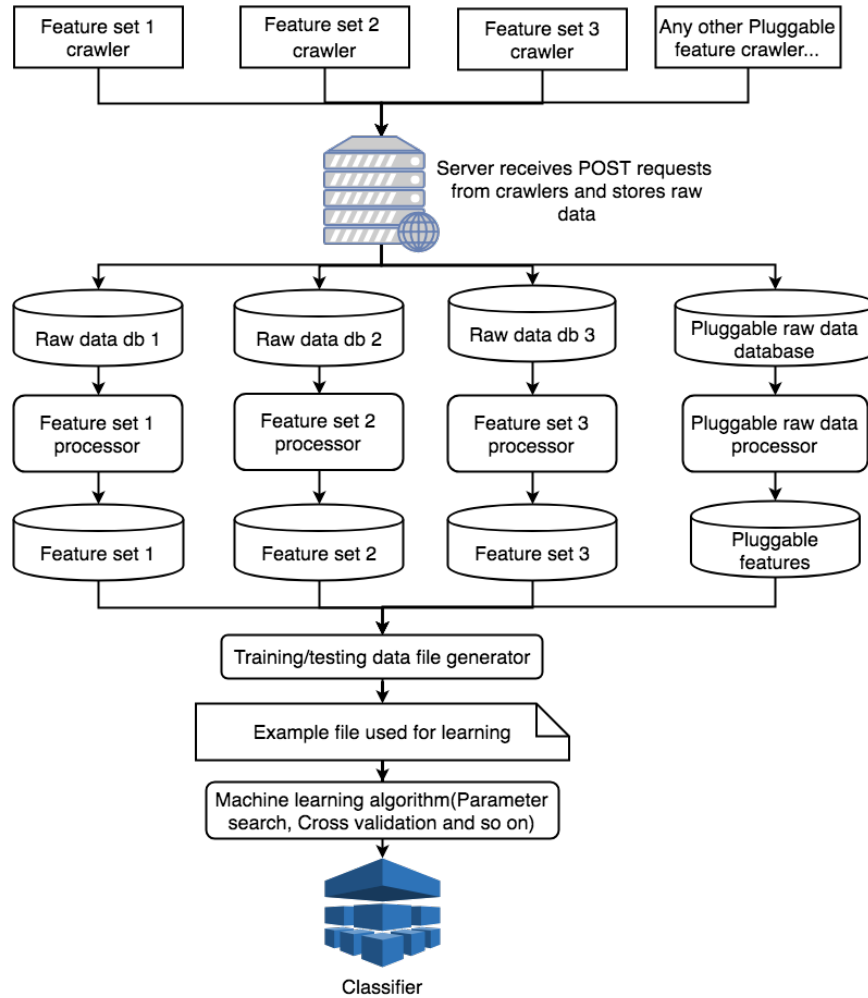 Feature set 1
crawler
Feature set 2
crawler
Feature set 3
crawler
Any other Pluggable
feature crawler...
Server receives POST requests
from crawlers and stores raw
data
Raw data db 1
Raw data db 2
Raw data db 3
Pluggable raw data
database
Feature set 1
processor
Feature set 2
processor
Feature set 3
processor
Pluggable raw data
processor
Feature set 1
Feature set 2
Feature set 3
Pluggable
features
Training/testing data file generator
Example file used for learning
Machine learning algorithm(Parameter
search, Cross validation and so on)
Classifier